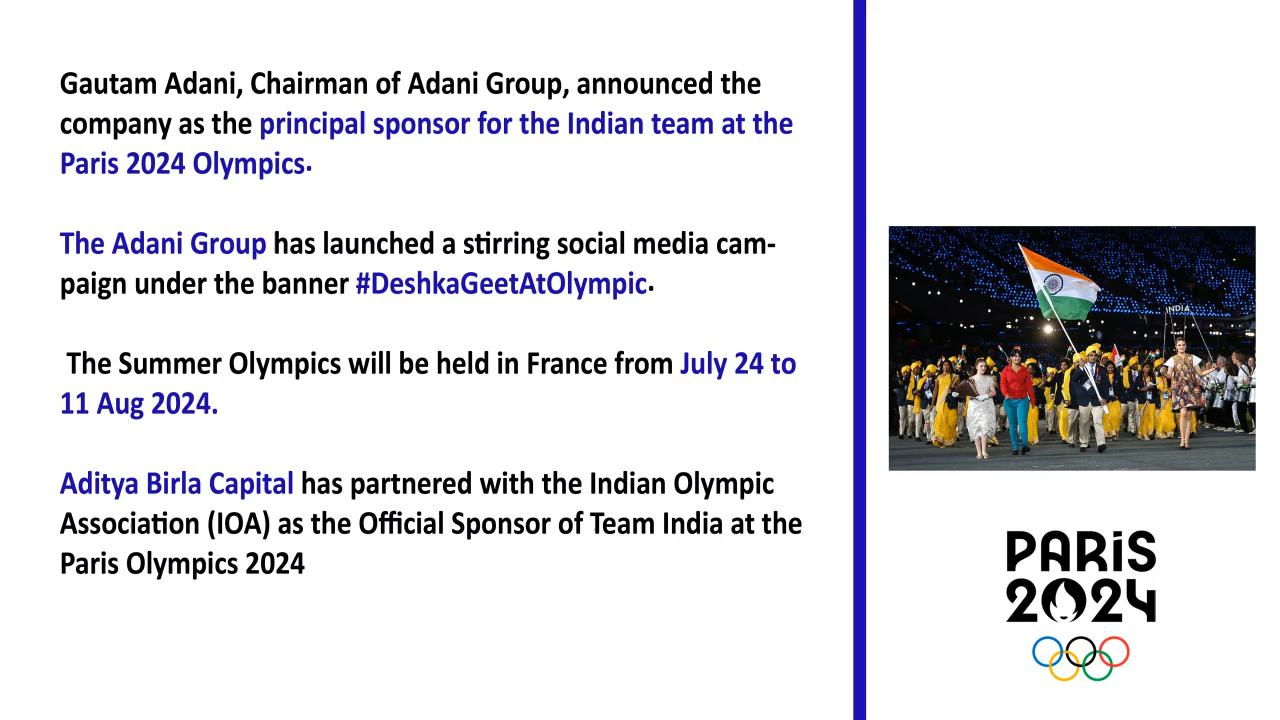 Gautam Adani, Chairman of Adani Group, announced the
company as the principal sponsor for the Indian team at the
Paris 2024 Olympics.
The Adani Group has launched a stirring social media cam-
paign under the banner #DeshkaGeetAtOlympic.
The Summer Olympics will be held in France from July 24 to
11 Aug 2024.
Aditya Birla Capital has partnered with the Indian Olympic
Association (IOA) as the Official Sponsor of Team India at the
Paris Olympics 2024
INDIA
PARiS
2024